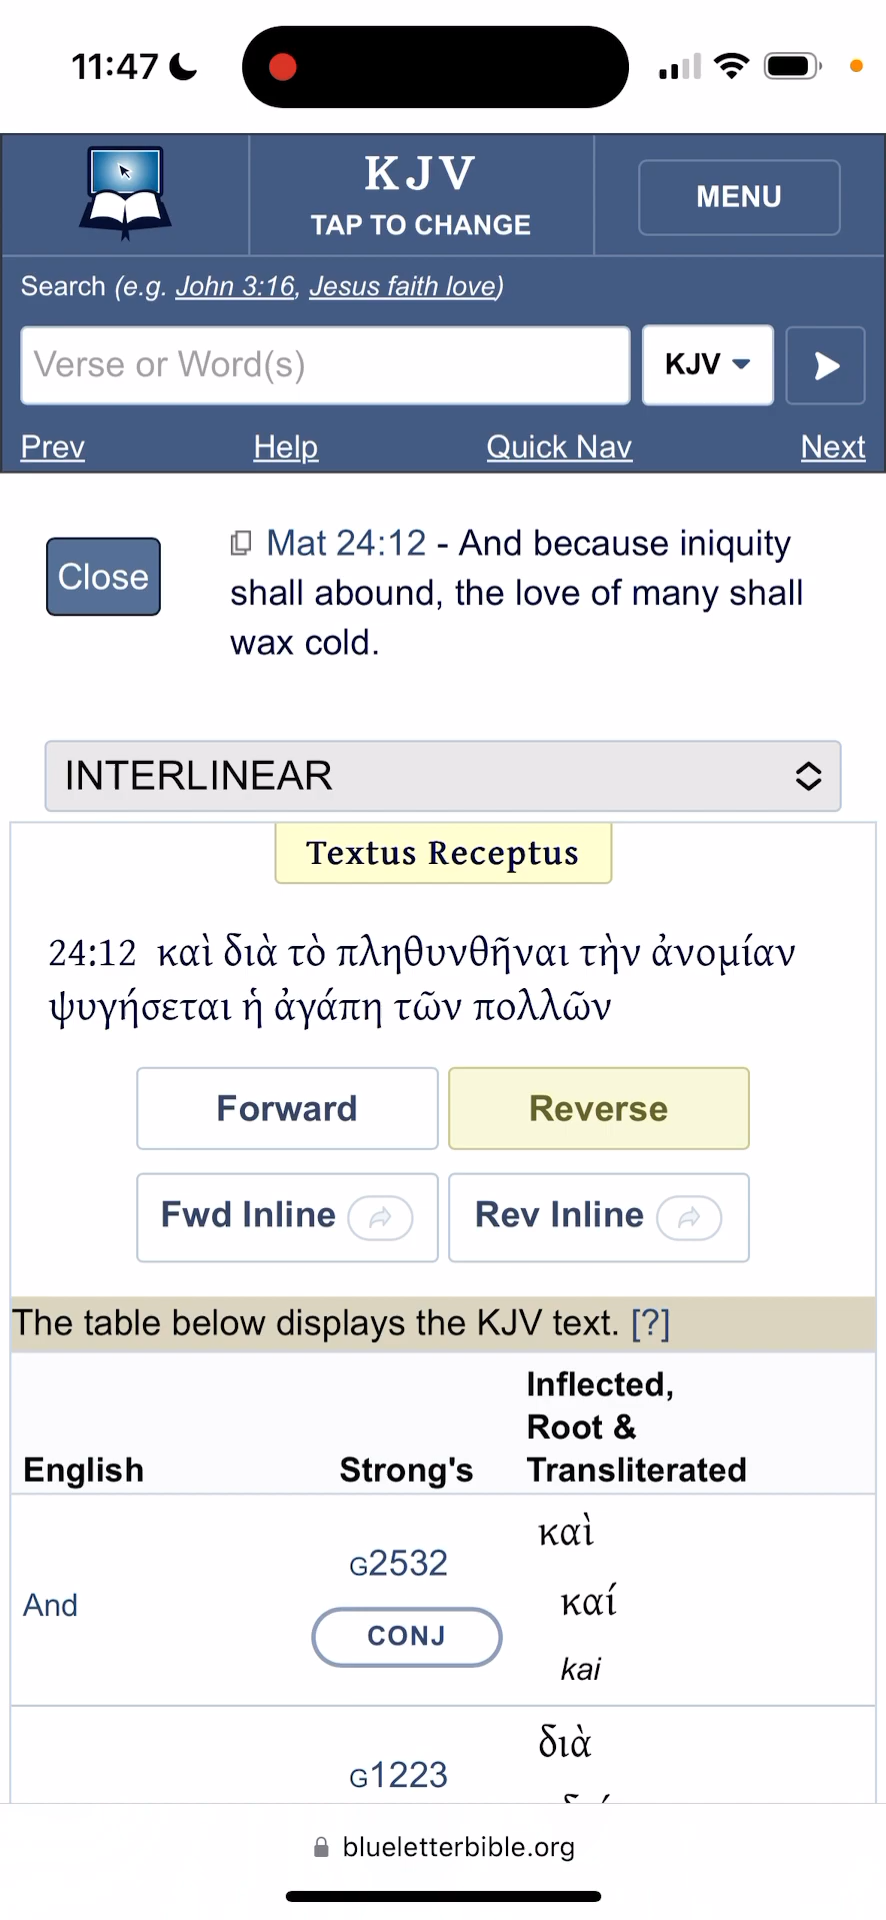 11:47
KJV
TAP TO CHANGE
MENU
Search (e.g. John 3:16, Jesus faith love)
Verse or Word(s)
KJV
Prev Help Quick Nav Next
Close
Mat 24:12 - And because iniquity
shall abound, the love of many shall
wax cold.
INTERLINEAR
Textus Receptus
24:12 καὶ διὰ τὸ πληθυνθῆναι τὴν ἀνομίαν
ψυγήσεται ἡ ἀγάπη τῶν πολλῶν
Forward Reverse
Fwd Inline Rev Inline
The table below displays the KJV text. [?]
English Strong's Inflected,
Root &
Transliterated
And
G2532
CONJ
καὶ
καί
kai
G1223
διὰ
blueletterbible.org